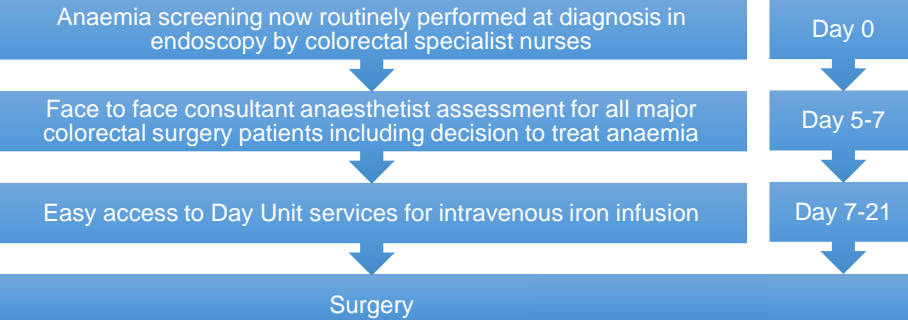 Anaemia screening now routinely performed at diagnosis in
endoscopy by colorectal specialist nurses
Day 0
Face to face consultant anaesthetist assessment for all major
colorectal surgery patients including decision to treat anaemia
Day 5-7
Easy access to Day Unit services for intravenous iron infusion
Day 7-21
Surgery